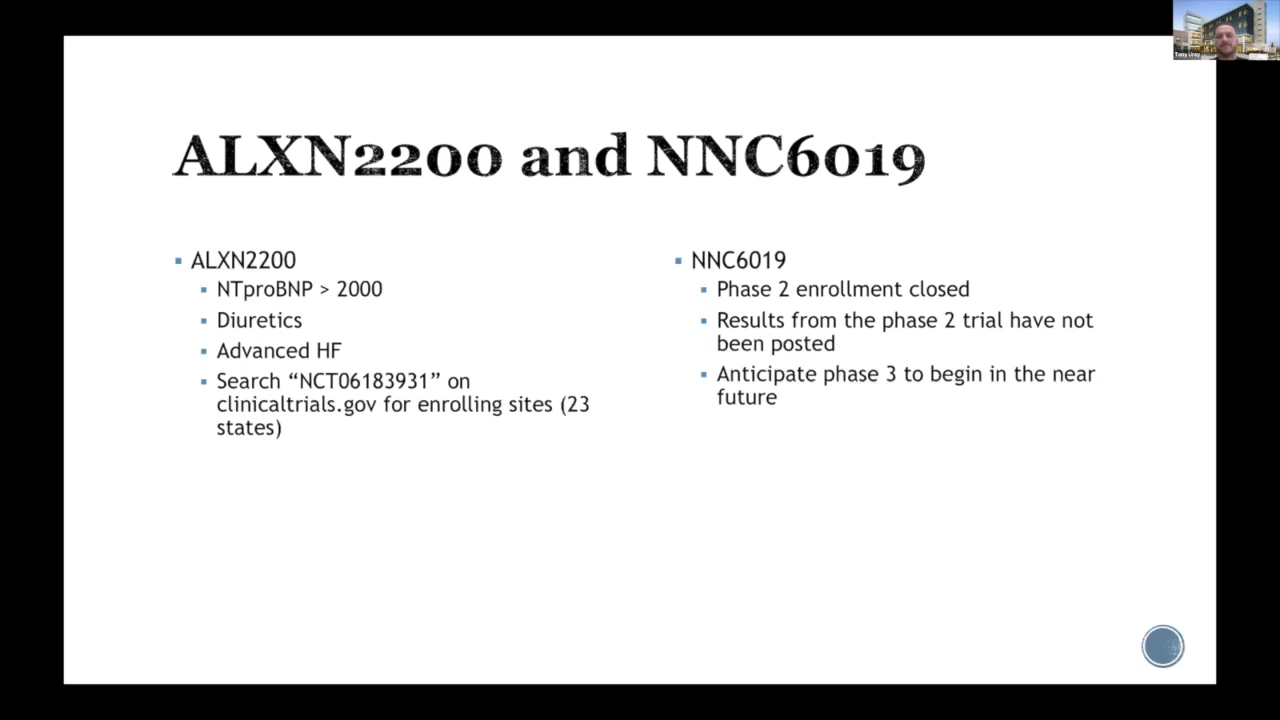 ALXN2200 and NNC6019
ALXN2200
NTproBNP > 2000
Diuretics
Advanced HF
Search “NCT06183931” on
clinicaltrials.gov for enrolling sites (23
states)
NNC6019
Phase 2 enrollment closed
Results from the phase 2 trial have not
been posted
Anticipate phase 3 to begin in the near
future